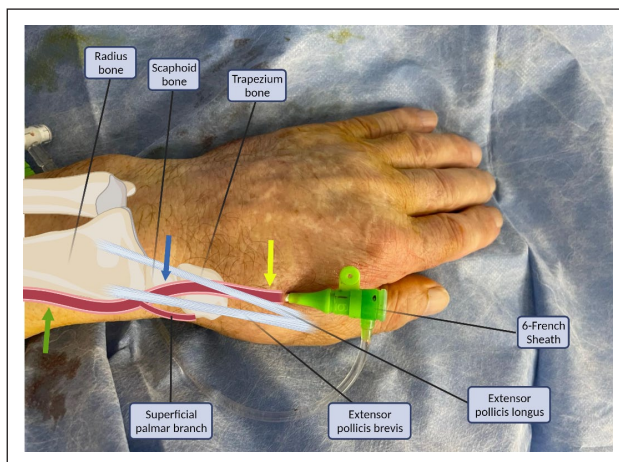 Radius
bone
Scaphoid
bone
Trapezium
bone
6-French
Sheath
Superficial
palmar branch
Extensor
pollicis brevis
Extensor
pollicis longus